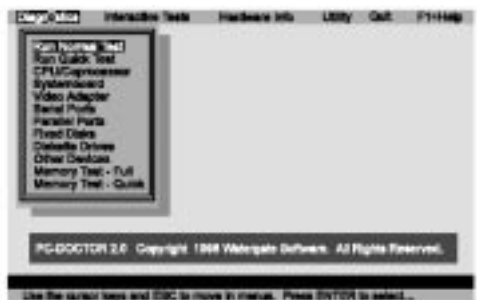 Diagnostics Interactive Tests Hardware Info Utility Quit F1=Help
Run Normal Test
Run Quick Test
CPU/Coprocessor
Systemboard
Video Adapter
Serial Ports
Parallel Ports
Fixed Disks
Diskette Drives
Other Devices
Memory Test - Full
Memory Test - Quick
PC-DOCTOR 2.0 Copyright Watergate Software. All Rights Reserved.
Use the cursor keys and ESC to move in menus. Press ENTER to select...